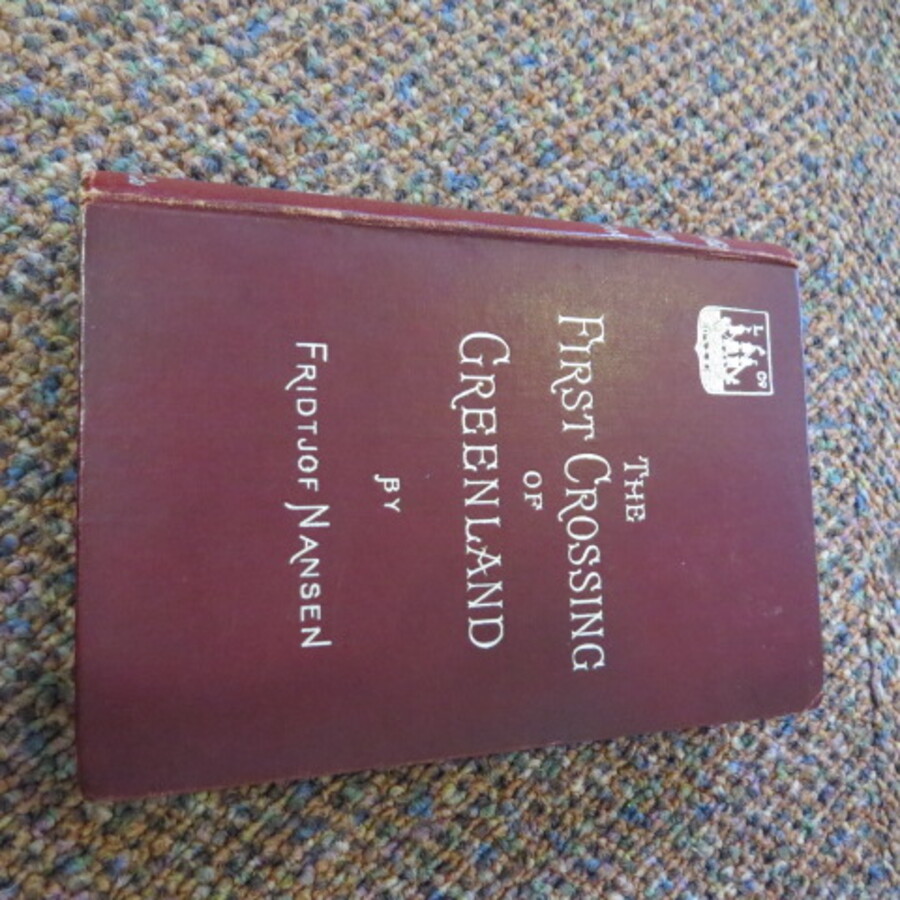 THE
FIRST CROSSING
OF
GREENLAND
BY
FRIDTJOF NANSEN